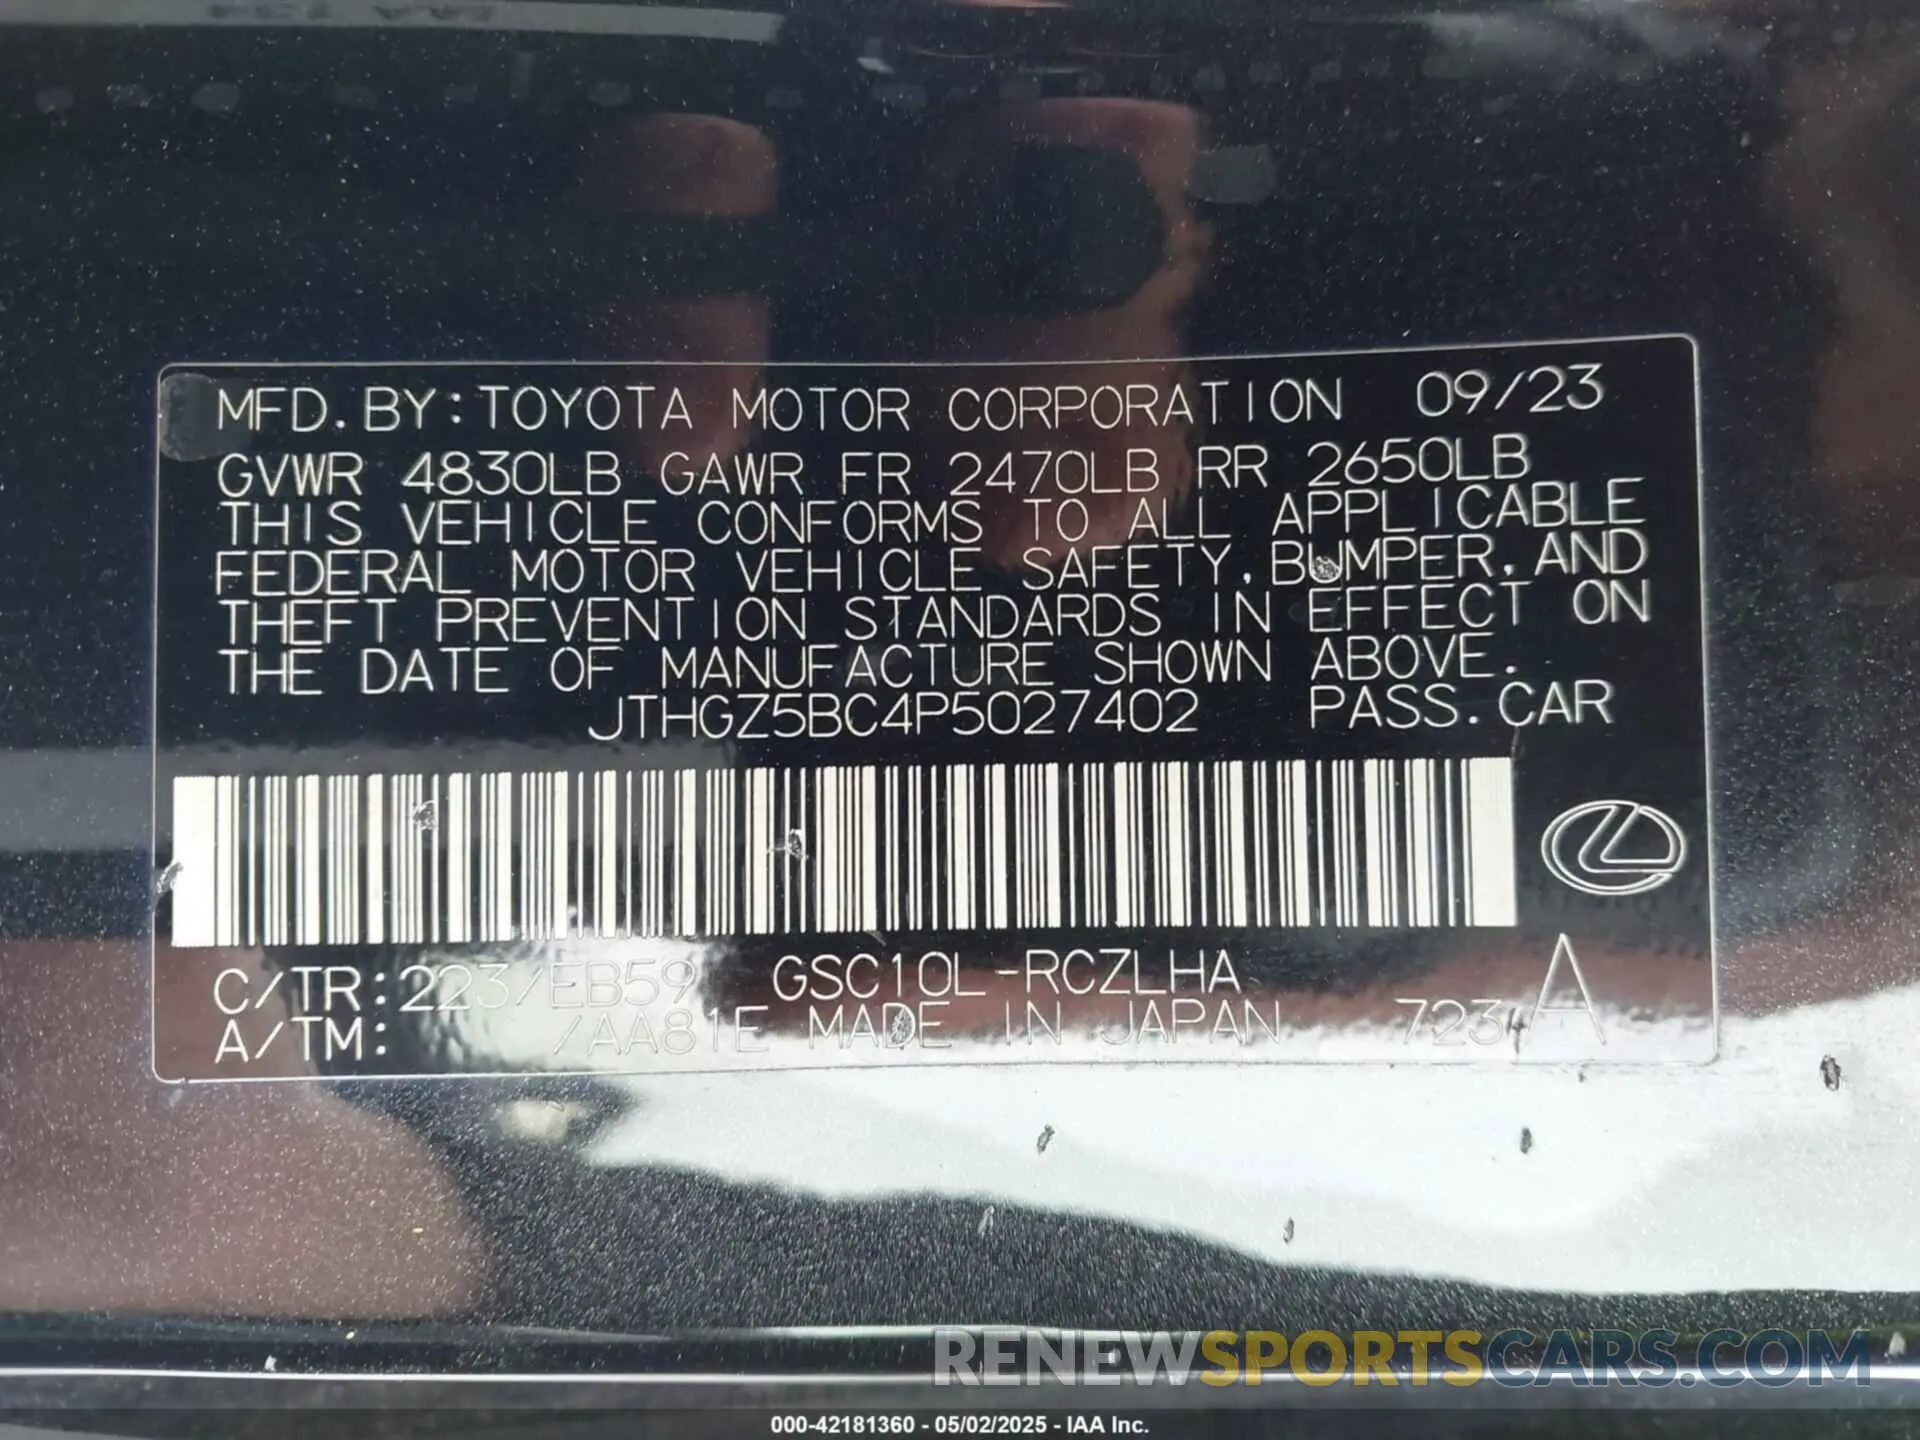 MFD. BY: TOYOTA MOTOR CORPORATION 09/23
GVWR 4830LB GAWR FR 2470LB RR 2650LB
THIS VEHICLE CONFORMS TO ALL APPLICABLE
FEDERAL MOTOR VEHICLE SAFETY, BUMPER, AND
THEFT PREVENTION STANDARDS IN EFFECT ON
THE DATE OF MANUFACTURE SHOWN ABOVE.
JTHGZ5BC4P5027402 PASS. CAR
C/TR: 223/EB59 GSC10L-RCZLHA
A/TM: /AA81E MADE IN JAPAN 723 A
RENEWSPORTSCARS.COM
000-42181360 - 05/02/2025 - IAA Inc.